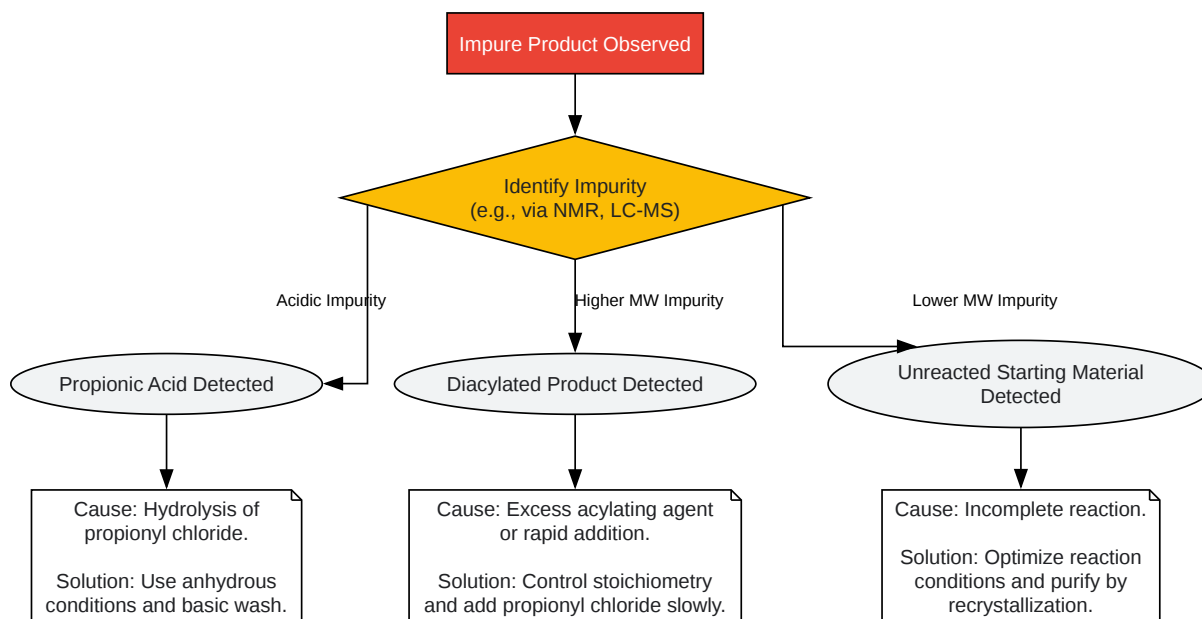 Impure Product Observed
Identify Impurity
(e.g., via NMR, LC-MS)
Acidic Impurity
Higher MW Impurity
Lower MW Impurity
Propionic Acid Detected
Diacylated Product Detected
Unreacted Starting Material
Detected
Cause: Hydrolysis of
propionyl chloride.
Solution: Use anhydrous
conditions and basic wash.
Cause: Excess acylating agent
or rapid addition.
Solution: Control stoichiometry
and add propionyl chloride slowly.
Cause: Incomplete reaction.
Solution: Optimize reaction
conditions and purify by
recrystallization.